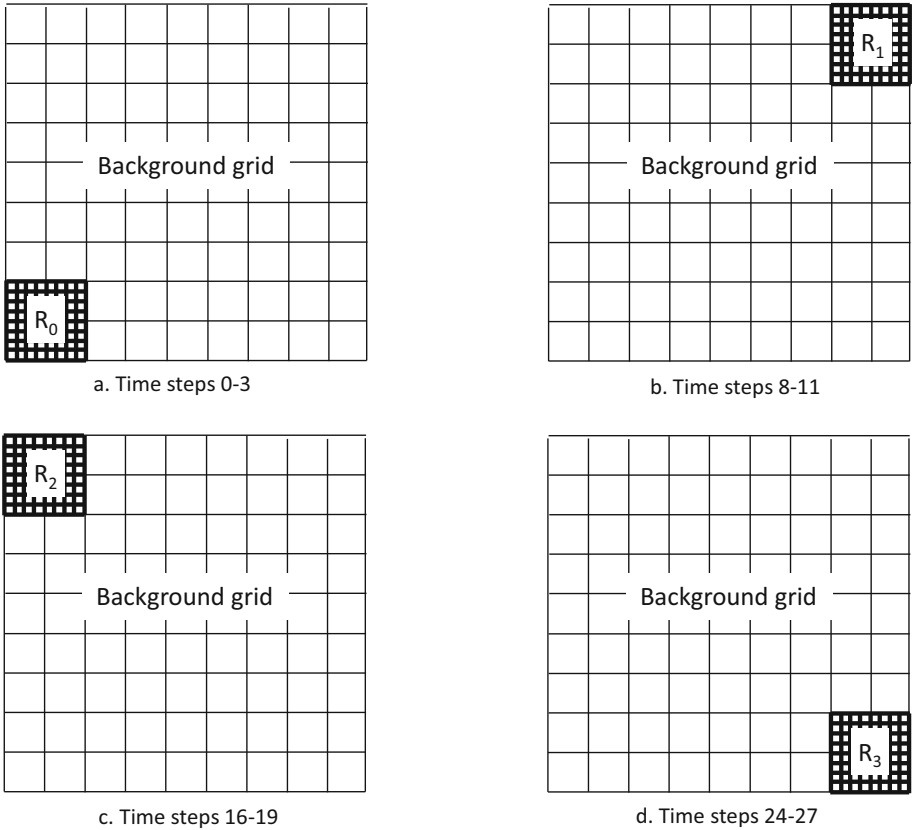 Background grid
R₀
a. Time steps 0-3
R₁
Background grid
b. Time steps 8-11
R₂
Background grid
c. Time steps 16-19
Background grid
R₃
d. Time steps 24-27